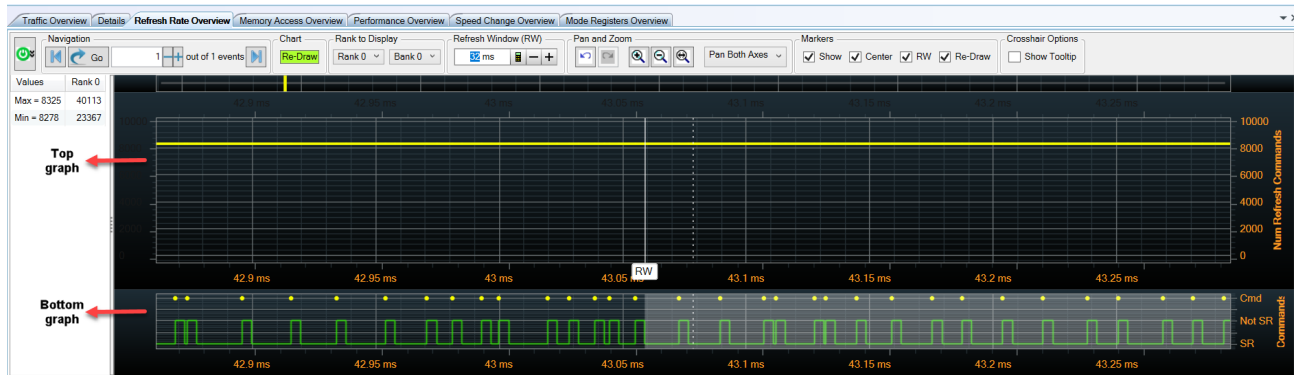 Traffic Overview Details Refresh Rate Overview Memory Access Overview Performance Overview Speed Change Overview Mode Registers Overview
Navigation Chart Rank to Display Refresh Window (RW) Pan and Zoom Markers Crosshair Options
Go 1 out of 1 events Re-Draw Rank 0 Bank 0 32 ms Pan Both Axes Show Center RW Re-Draw Show Tooltip
Values Rank 0
Max = 8325 40113
Min = 8278 23367
42.9 ms 42.95 ms 43 ms 43.05 ms 43.1 ms 43.15 ms 43.2 ms 43.25 ms
10000
8000
6000
4000
2000
0
Num Refresh Commands
Top
graph
RW
42.9 ms 42.95 ms 43 ms 43.05 ms 43.1 ms 43.15 ms 43.2 ms 43.25 ms
Bottom
graph
Cmd
Not SR
SR
Commands
42.9 ms 42.95 ms 43 ms 43.05 ms 43.1 ms 43.15 ms 43.2 ms 43.25 ms